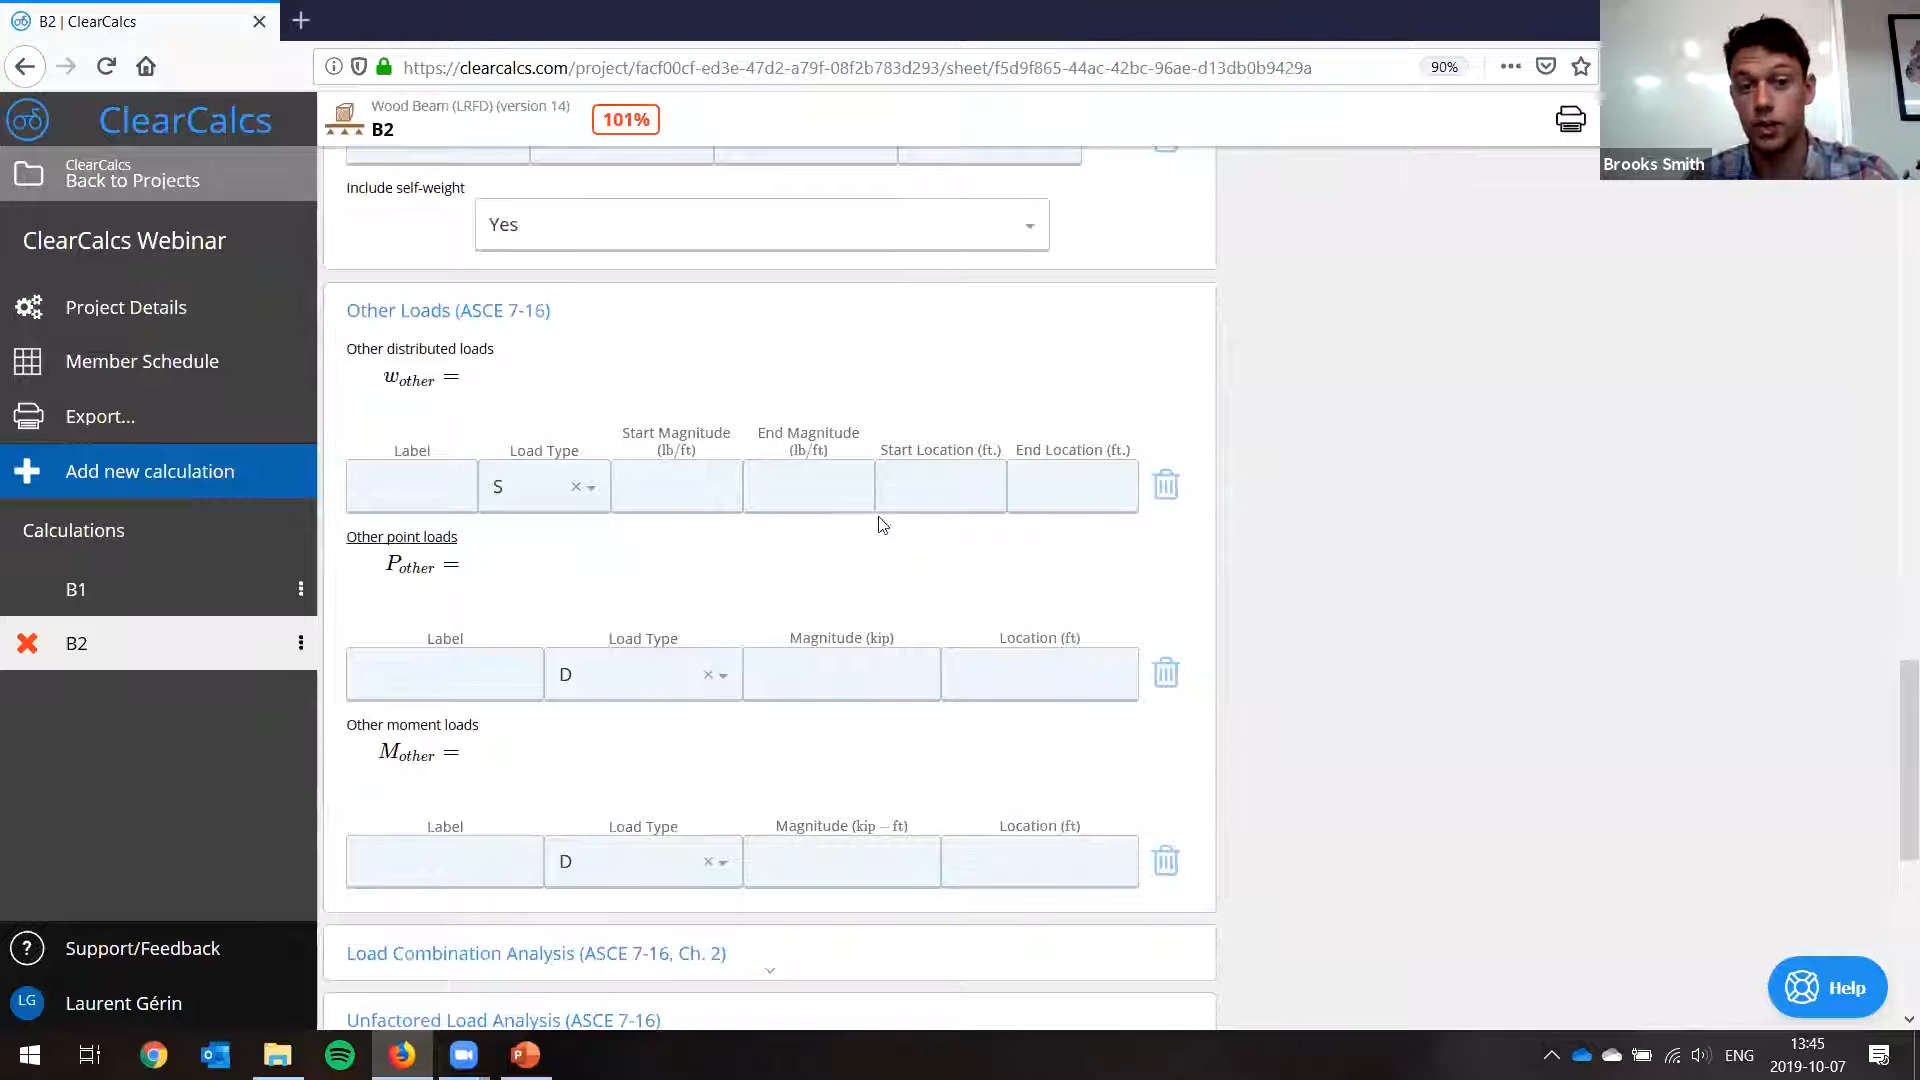 B2 | ClearCalcs
https://clearcalcs.com/project/facf00cf-ed3e-47d2-a79f-08f2b783d293/sheet/f5d9f865-44ac-42bc-96ae-d13db0b9429a
90%
ClearCalcs
Wood Beam (LRFD) (version 14)
B2
101%
Brooks Smith
ClearCalcs
Back to Projects
ClearCalcs Webinar
Project Details
Member Schedule
Export...
Add new calculation
Calculations
B1
B2
Support/Feedback
LG
Laurent Gérin
Include self-weight
Yes
Other Loads (ASCE 7-16)
Other distributed loads
w_other =
Label Load Type Start Magnitude (lb/ft) End Magnitude (lb/ft) Start Location (ft.) End Location (ft.)
S
Other point loads
P_other =
Label Load Type Magnitude (kip) Location (ft)
D
Other moment loads
M_other =
Label Load Type Magnitude (kip − ft) Location (ft)
D
Load Combination Analysis (ASCE 7-16, Ch. 2)
Unfactored Load Analysis (ASCE 7-16)
Help
ENG
13:45
2019-10-07